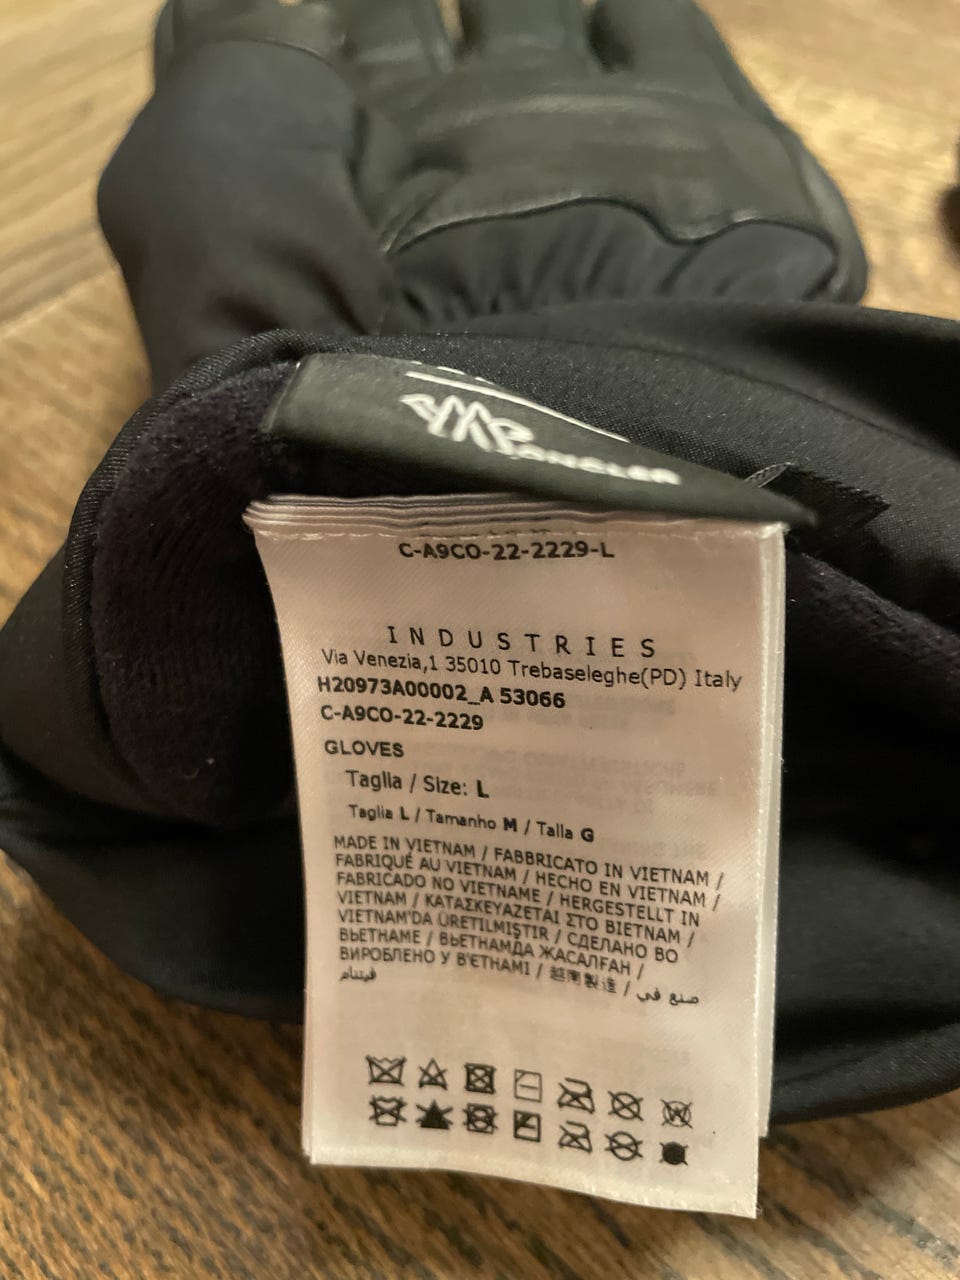 MONCLER
C-A9CO-22-2229-L
INDUSTRIES
Via Venezia,1 35010 Trebaseleghe(PD) Italy
H20973A00002_A 53066
C-A9CO-22-2229
GLOVES
Taglia / Size: L
Taglia L / Tamanho M / Talla G
MADE IN VIETNAM / FABBRICATO IN VIETNAM /
FABRIQUÉ AU VIETNAM / HECHO EN VIETNAM /
FABRICADO NO VIETNAME / HERGESTELLT IN
VIETNAM / ΚΑΤΑΣΚΕΥΑΖΕΤΑΙ ΣΤΟ ΒΙΕΤΝΑΜ /
VIETNAM'DA ÜRETILMIŞTIR / СДЕЛАНО ВО
ВЬЕТНАМЕ / ВЬЕТНАМДА ЖАСАЛҒАН /
ВИРОБЛЕНО У В'ЄТНАМІ / 越南製造 / صنع في
فيتنام